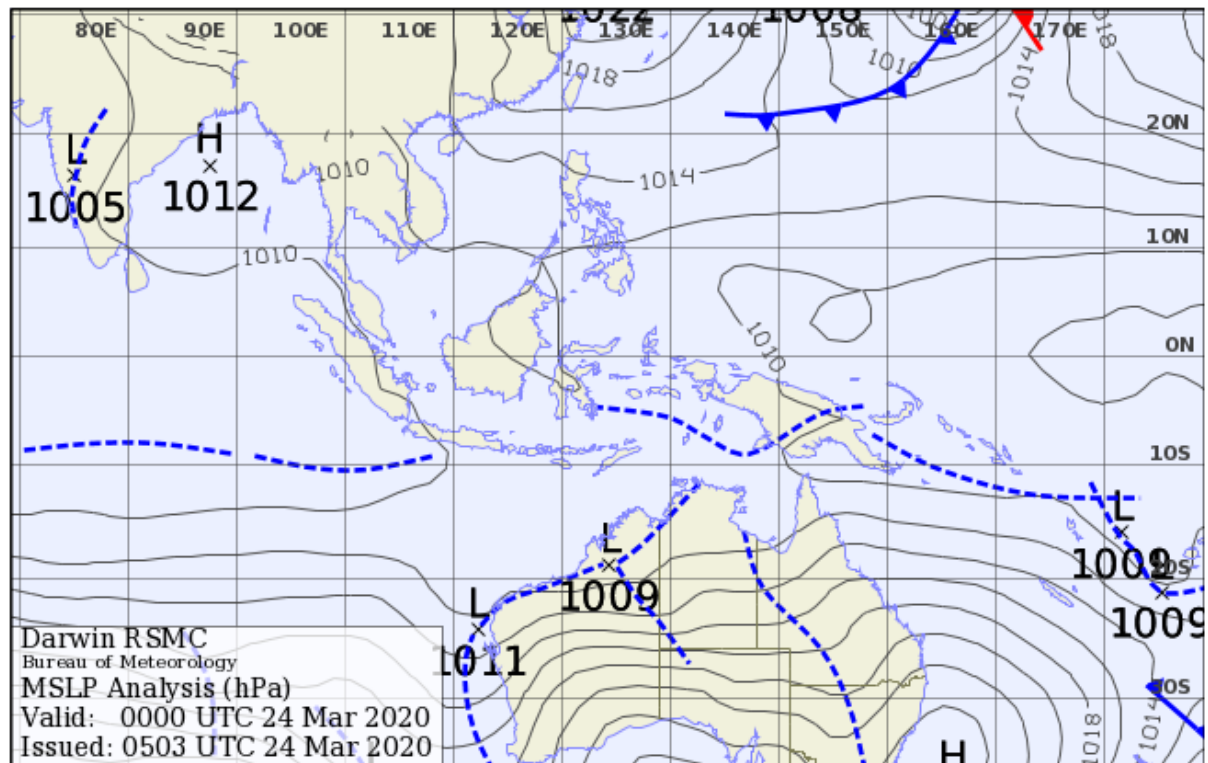 1022
1008
80E 90E 100E 110E 120E 130E 140E 150E 160E 170E
1018
1010
1014
1018
20N
L
1005
H
1012
1010
1014
10N
1010
1010
0N
10S
L
1009
L
1009
L
1009
L
1011
30S
1018
1014
H
Darwin RSMC
Bureau of Meteorology
MSLP Analysis (hPa)
Valid: 0000 UTC 24 Mar 2020
Issued: 0503 UTC 24 Mar 2020